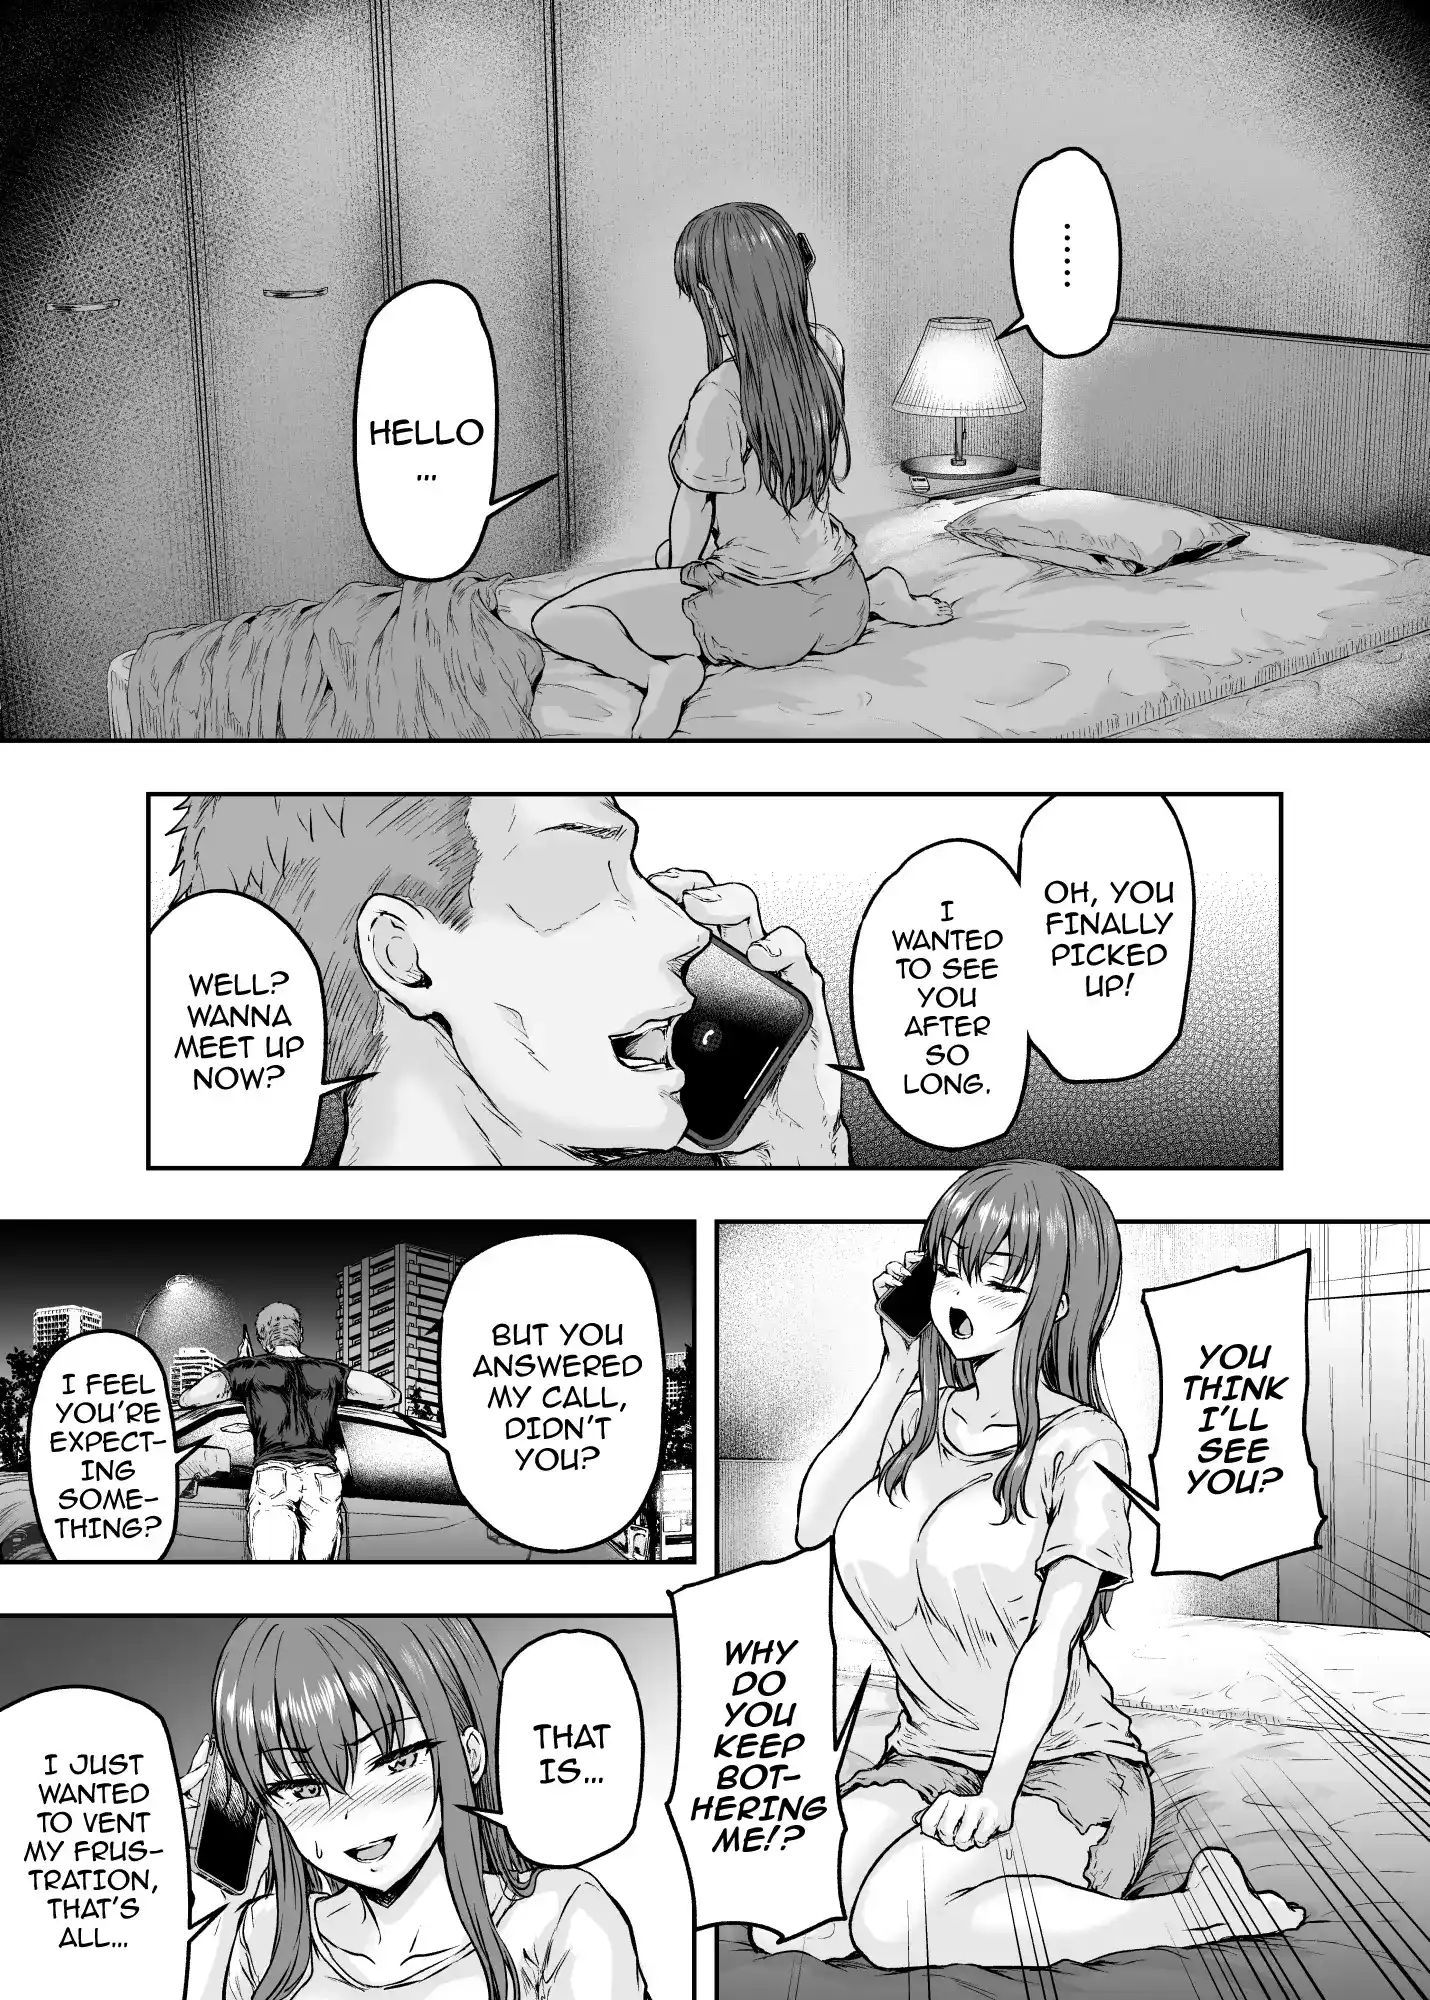 .......
HELLO
...
OH, YOU
FINALLY
PICKED
UP!
I
WANTED
TO SEE
YOU
AFTER
SO
LONG.
WELL?
WANNA
MEET UP
NOW?
YOU
THINK
I'LL
SEE
YOU?
WHY
DO
YOU
KEEP
BOT-
HERING
ME!?
BUT YOU
ANSWERED
MY CALL,
DIDN'T
YOU?
I FEEL
YOU'RE
EXPECT-
ING
SOME-
THING?
THAT
IS...
I JUST
WANTED
TO VENT
MY FRUS-
TRATION,
THAT'S
ALL...